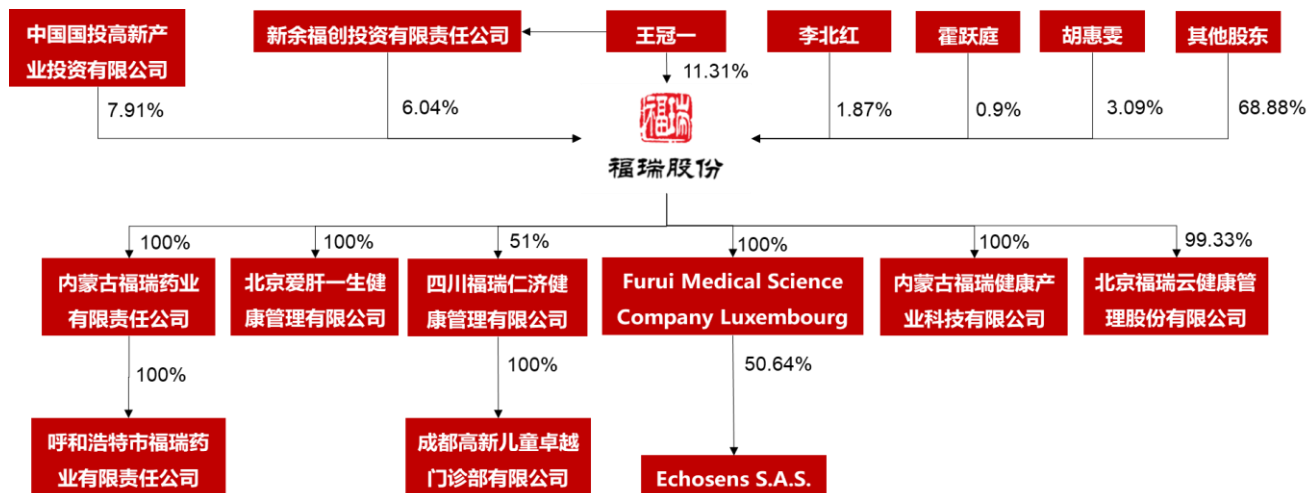 中国国投高新产
业投资有限公司
新余福创投资有限责任公司
王冠一
李北红
霍跃庭
胡惠雯
其他股东
7.91%
6.04%
11.31%
1.87%
0.9%
3.09%
68.88%
福瑞
福瑞股份
100%
100%
51%
100%
100%
99.33%
内蒙古福瑞药业
有限责任公司
北京爱肝一生健
康管理有限公司
四川福瑞仁济健
康管理有限公司
Furui Medical Science
Company Luxembourg
内蒙古福瑞健康产
业科技有限公司
北京福瑞云健康管
理股份有限公司
100%
100%
50.64%
呼和浩特市福瑞药
业有限责任公司
成都高新儿童卓越
门诊部有限公司
Echosens S.A.S.